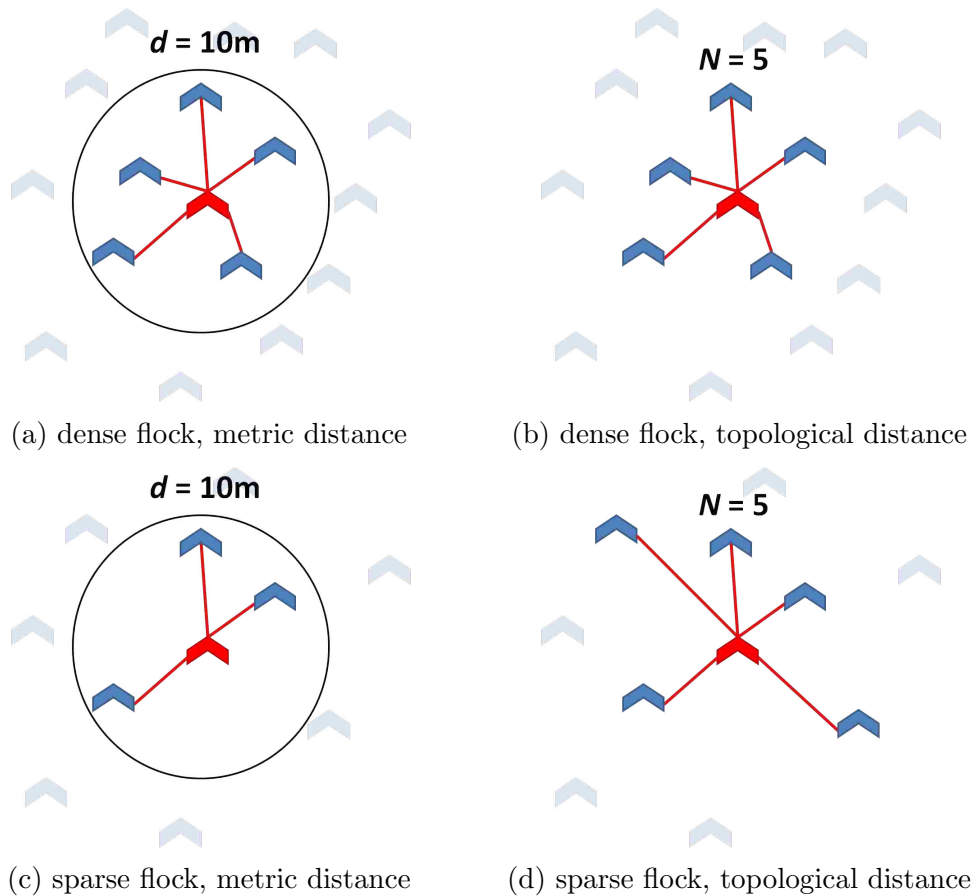 d = 10m
N = 5
(a) dense flock, metric distance
(b) dense flock, topological distance
d = 10m
N = 5
(c) sparse flock, metric distance
(d) sparse flock, topological distance